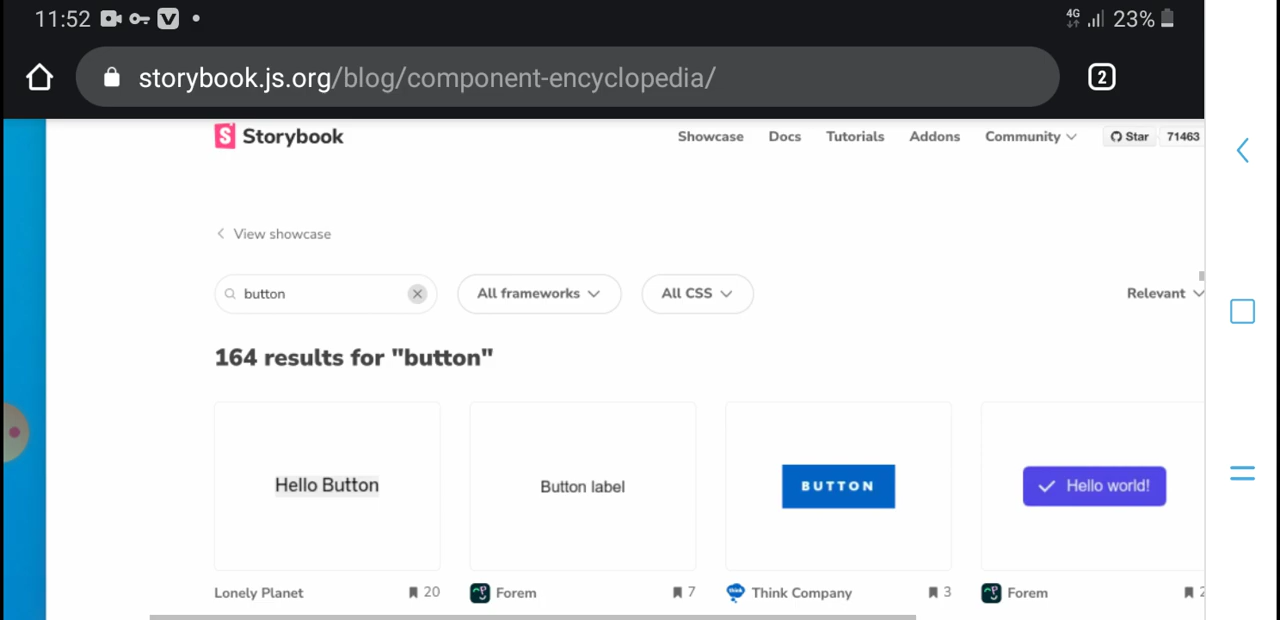 11:52 4G 23%
storybook.js.org/blog/component-encyclopedia/ 2
Storybook Showcase Docs Tutorials Addons Community Star 71463
View showcase
button All frameworks All CSS Relevant
164 results for "button"
Hello Button Button label BUTTON Hello world!
Lonely Planet 20 Forem 7 Think Company 3 Forem 2